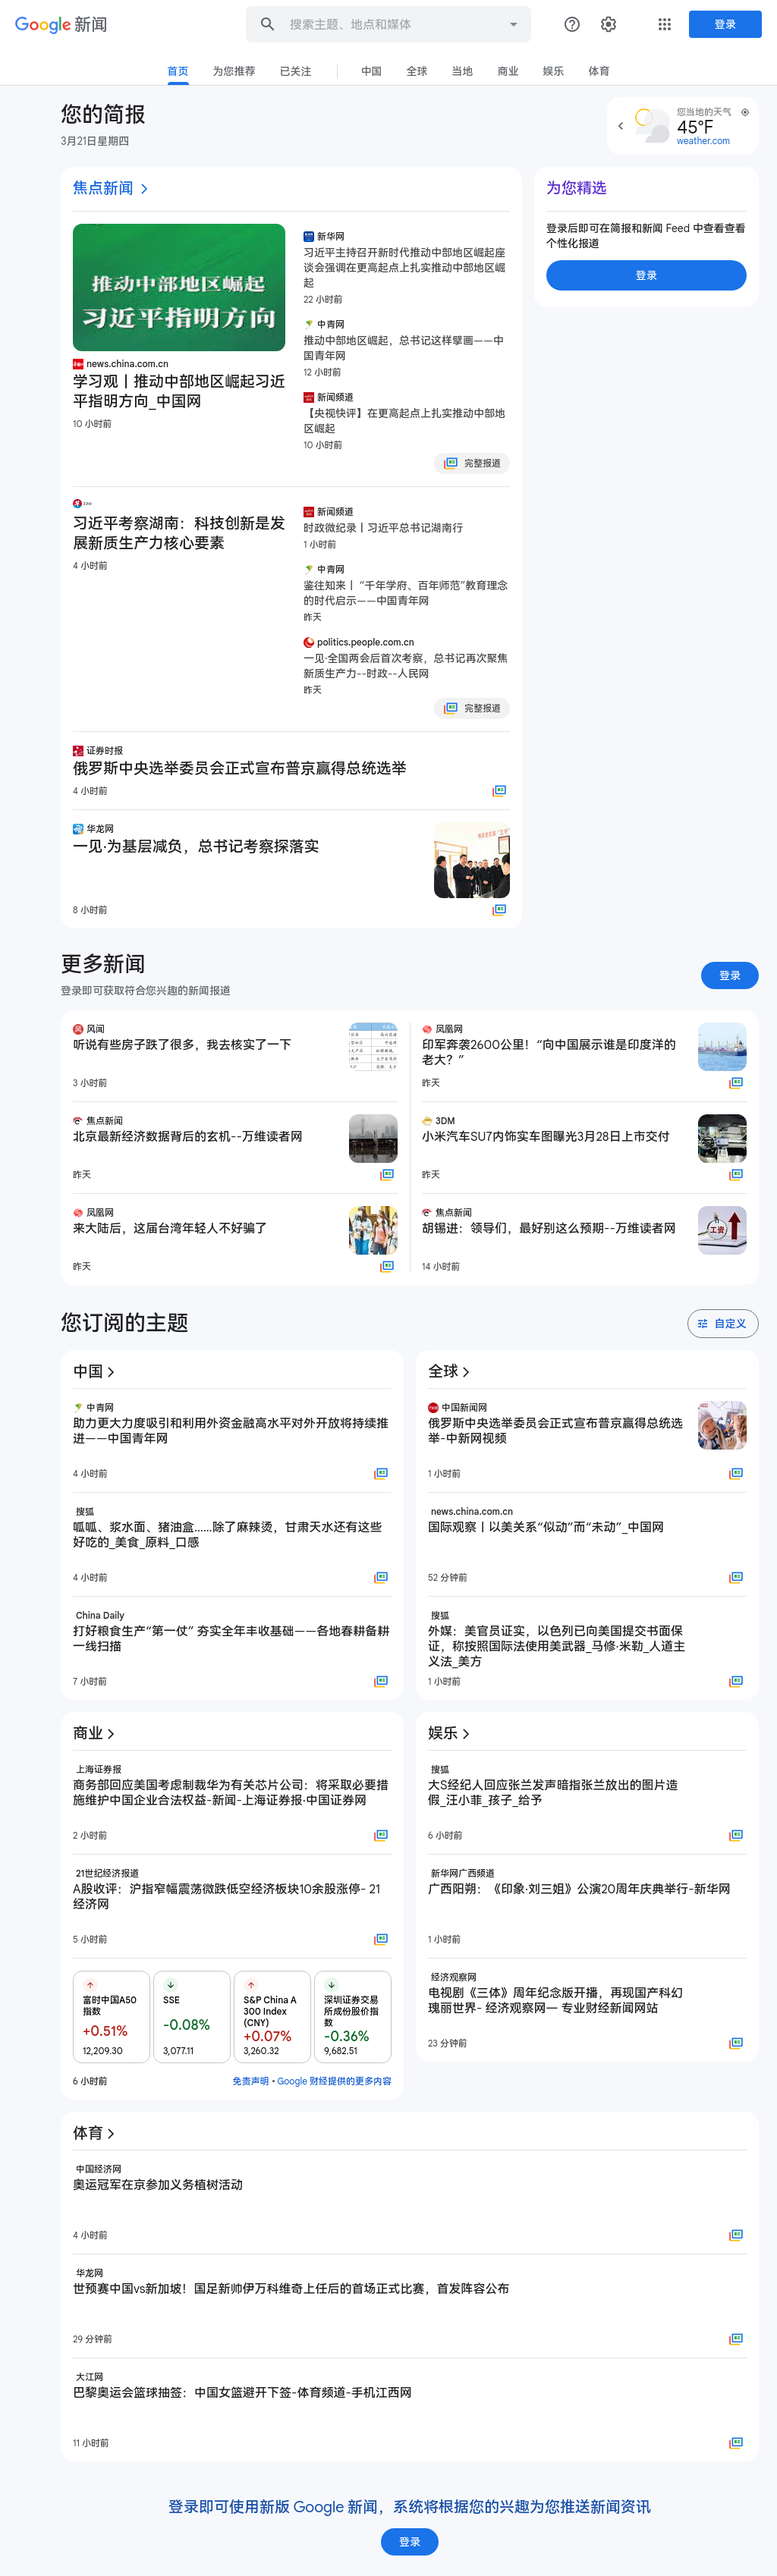 Google 新闻
搜索主题、地点和媒体
登录
首页
为您推荐
已关注
中国
全球
当地
商业
娱乐
体育
您的简报
3月21日星期四
您当地的天气
45°F
weather.com
焦点新闻
推动中部地区崛起
习近平指明方向
news.china.com.cn
学习观丨推动中部地区崛起习近
平指明方向_中国网
10 小时前
新华网
习近平主持召开新时代推动中部地区崛起座
谈会强调在更高起点上扎实推动中部地区崛
起
22 小时前
中青网
推动中部地区崛起，总书记这样擘画——中
国青年网
12 小时前
新闻频道
【央视快评】在更高起点上扎实推动中部地
区崛起
10 小时前
完整报道
为您精选
登录后即可在简报和新闻 Feed 中查看查看
个性化报道
登录
习近平考察湖南：科技创新是发
展新质生产力核心要素
4 小时前
新闻频道
时政微纪录丨习近平总书记湖南行
1 小时前
中青网
鉴往知来丨“千年学府、百年师范”教育理念
的时代启示——中国青年网
昨天
politics.people.com.cn
一见·全国两会后首次考察，总书记再次聚焦
新质生产力--时政--人民网
昨天
完整报道
证券时报
俄罗斯中央选举委员会正式宣布普京赢得总统选举
4 小时前
华龙网
一见·为基层减负，总书记考察探落实
8 小时前
更多新闻
登录即可获取符合您兴趣的新闻报道
登录
风闻
听说有些房子跌了很多，我去核实了一下
3 小时前
凤凰网
印军奔袭2600公里！“向中国展示谁是印度洋的
老大？”
昨天
焦点新闻
北京最新经济数据背后的玄机--万维读者网
昨天
3DM
小米汽车SU7内饰实车图曝光3月28日上市交付
昨天
凤凰网
来大陆后，这届台湾年轻人不好骗了
昨天
焦点新闻
胡锡进：领导们，最好别这么预期--万维读者网
14 小时前
工资
您订阅的主题
自定义
中国
中青网
助力更大力度吸引和利用外资金融高水平对外开放将持续推
进——中国青年网
4 小时前
搜狐
呱呱、浆水面、猪油盒……除了麻辣烫，甘肃天水还有这些
好吃的_美食_原料_口感
4 小时前
China Daily
打好粮食生产“第一仗” 夯实全年丰收基础——各地春耕备耕
一线扫描
7 小时前
全球
中国新闻网
俄罗斯中央选举委员会正式宣布普京赢得总统选
举-中新网视频
1 小时前
news.china.com.cn
国际观察丨以美关系“似动”而“未动”_中国网
52 分钟前
搜狐
外媒：美官员证实，以色列已向美国提交书面保
证，称按照国际法使用美武器_马修·米勒_人道主
义法_美方
1 小时前
商业
上海证券报
商务部回应美国考虑制裁华为有关芯片公司：将采取必要措
施维护中国企业合法权益-新闻-上海证券报·中国证券网
2 小时前
21世纪经济报道
A股收评：沪指窄幅震荡微跌低空经济板块10余股涨停- 21
经济网
5 小时前
富时中国A50
指数
+0.51%
12,209.30
SSE
-0.08%
3,077.11
S&P China A
300 Index
(CNY)
+0.07%
3,260.32
深圳证券交易
所成份股价指
数
-0.36%
9,682.51
6 小时前
免责声明 • Google 财经提供的更多内容
娱乐
搜狐
大S经纪人回应张兰发声暗指张兰放出的图片造
假_汪小菲_孩子_给予
6 小时前
新华网广西频道
广西阳朔：《印象·刘三姐》公演20周年庆典举行-新华网
1 小时前
经济观察网
电视剧《三体》周年纪念版开播，再现国产科幻
瑰丽世界- 经济观察网— 专业财经新闻网站
23 分钟前
体育
中国经济网
奥运冠军在京参加义务植树活动
4 小时前
华龙网
世预赛中国vs新加坡！国足新帅伊万科维奇上任后的首场正式比赛，首发阵容公布
29 分钟前
大江网
巴黎奥运会篮球抽签：中国女篮避开下签-体育频道-手机江西网
11 小时前
登录即可使用新版 Google 新闻，系统将根据您的兴趣为您推送新闻资讯
登录